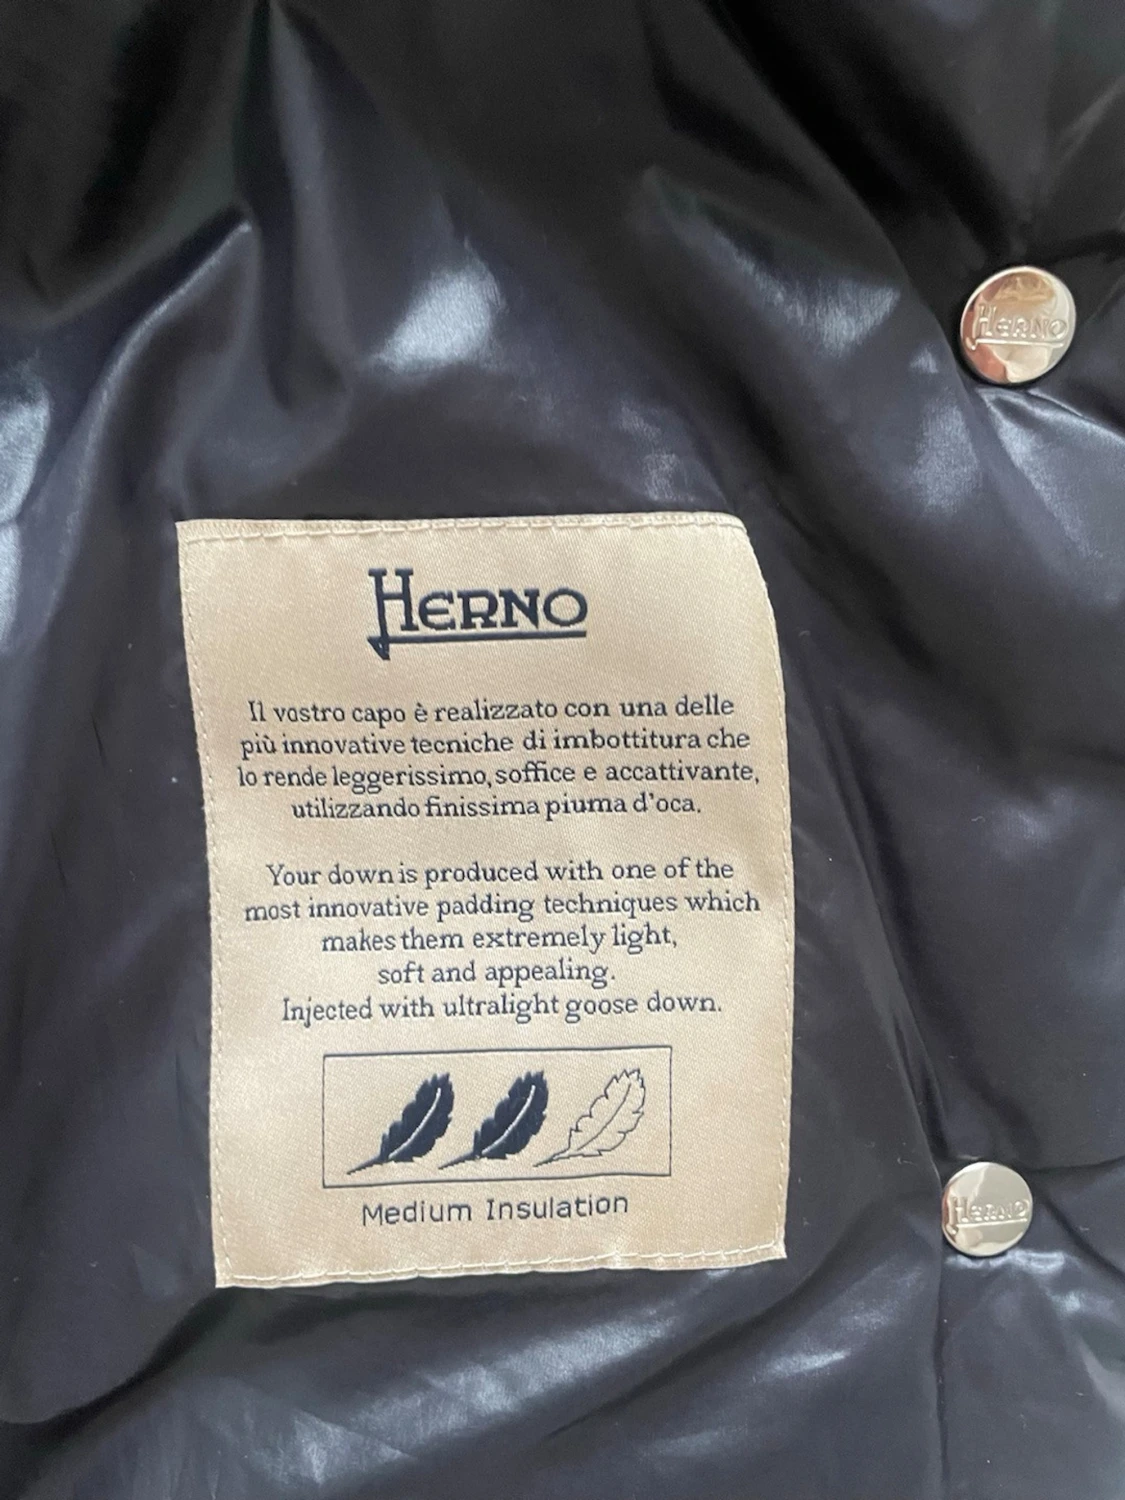 HERNO
HERNO
Il vostro capo è realizzato con una delle
più innovative tecniche di imbottitura che
lo rende leggerissimo, soffice e accattivante,
utilizzando finissima piuma d'oca.
Your down is produced with one of the
most innovative padding techniques which
makes them extremely light,
soft and appealing.
Injected with ultralight goose down.
Medium Insulation
HERNO